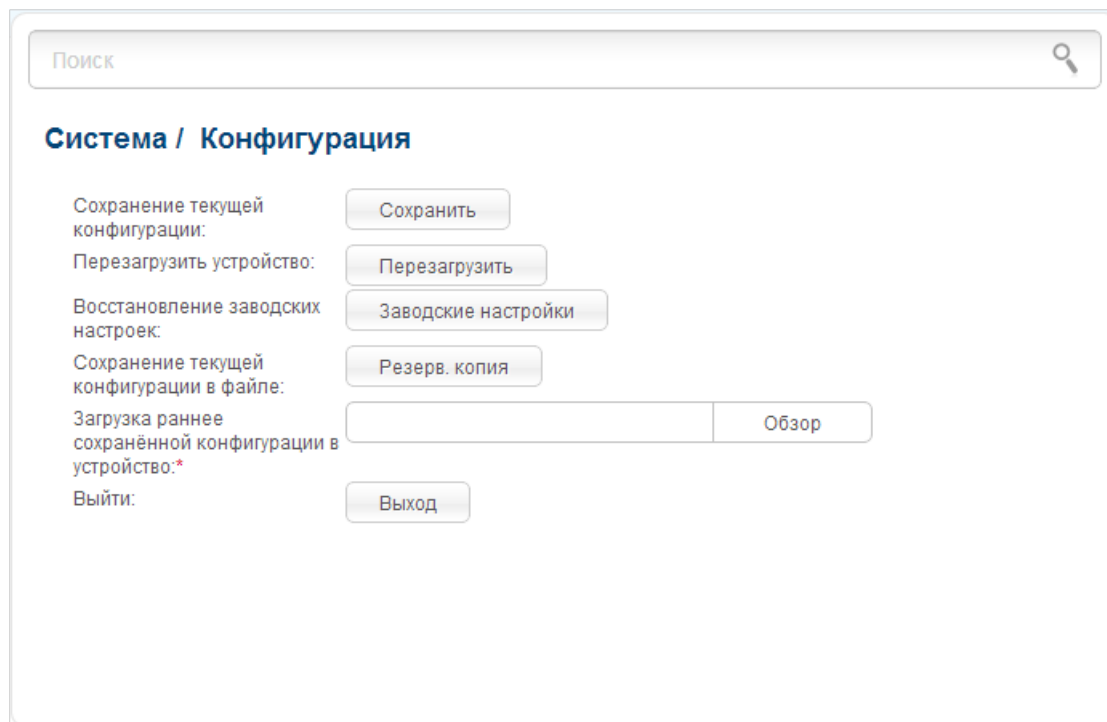 Поиск
Система / Конфигурация
Сохранение текущей
конфигурации:
Сохранить
Перезагрузить устройство:
Перезагрузить
Восстановление заводских
настроек:
Заводские настройки
Сохранение текущей
конфигурации в файле:
Резерв. копия
Загрузка раннее
сохранённой конфигурации в
устройство:*
Обзор
Выйти:
Выход